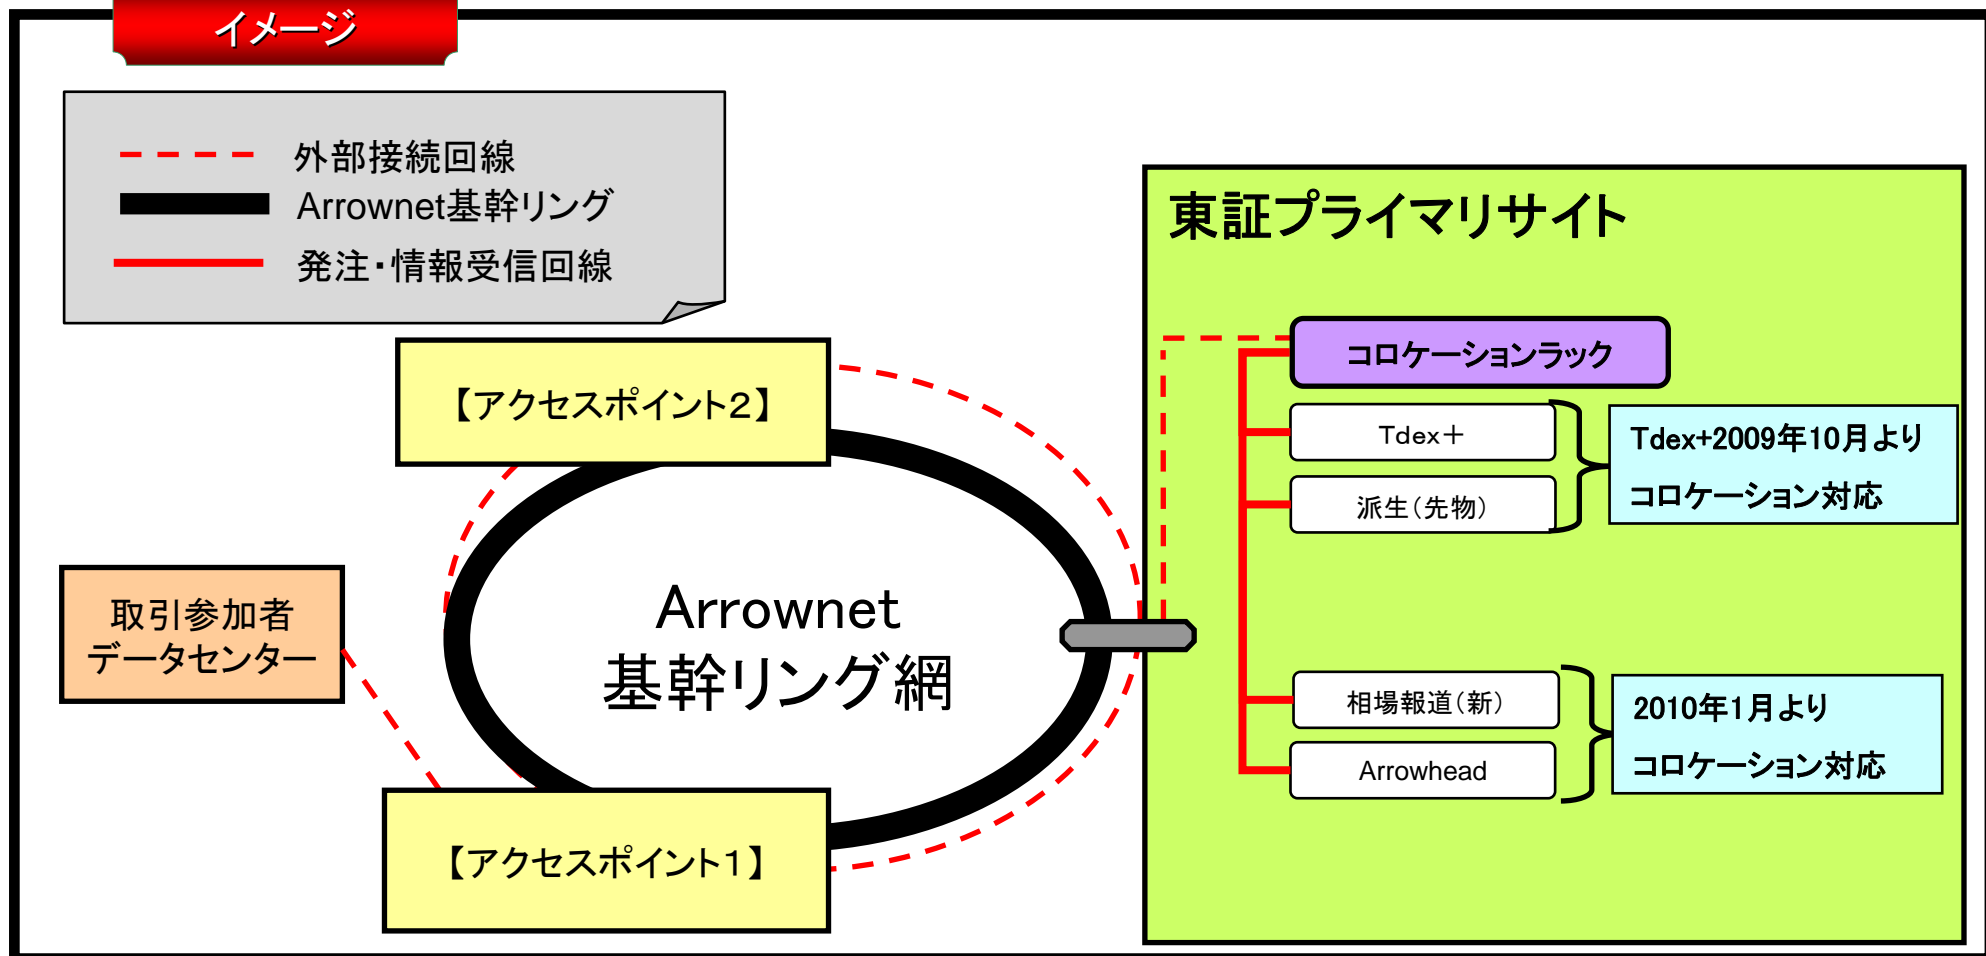 イメージ
外部接続回線
Arrownet基幹リング
発注・情報受信回線
東証プライマリサイト
コロケーションラック
【アクセスポイント2】
Tdex+
Tdex+2009年10月より
コロケーション対応
派生(先物)
取引参加者
データセンター
Arrownet
基幹リング網
相場報道(新)
2010年1月より
コロケーション対応
Arrowhead
【アクセスポイント1】